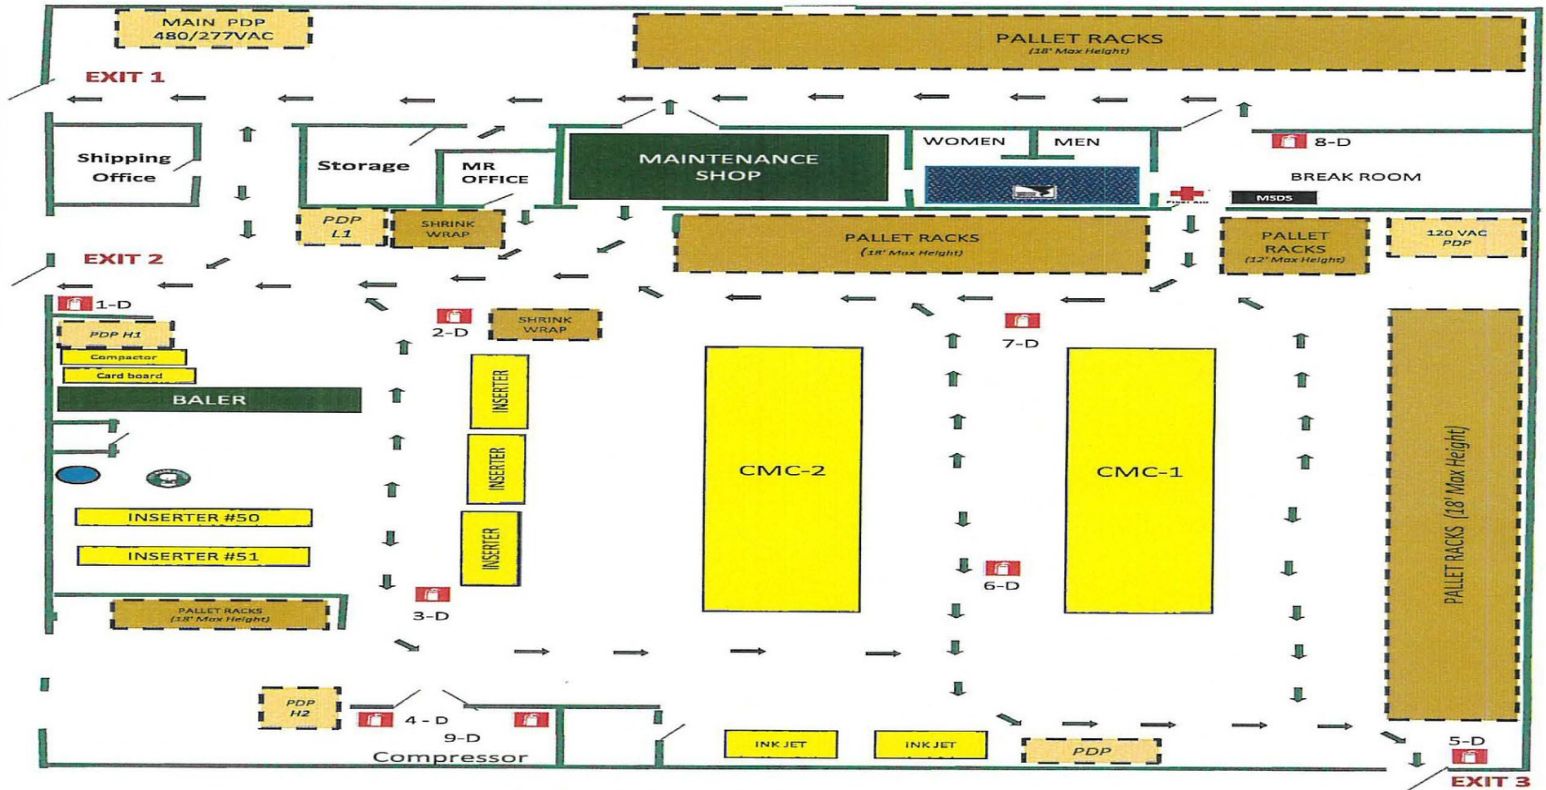 MAIN PDP
480/277VAC
PALLET RACKS
(18' Max Height)
EXIT 1
Shipping
Office
Storage
MR
OFFICE
MAINTENANCE
SHOP
WOMEN
MEN
8-D
BREAK ROOM
First Aid
MSDS
PDP
L1
SHRINK
WRAP
PALLET RACKS
(18' Max Height)
PALLET
RACKS
(12' Max Height)
120 VAC
PDP
EXIT 2
1-D
PDP H1
Compactor
Card board
BALER
2-D
SHRINK
WRAP
7-D
INSERTER
INSERTER
INSERTER
CMC-2
CMC-1
PALLET RACKS (18' Max Height)
INSERTER #50
INSERTER #51
6-D
PALLET RACKS
(18' Max Height)
3-D
PDP
H2
4 - D
9-D
Compressor
INK JET
INK JET
PDP
5-D
EXIT 3